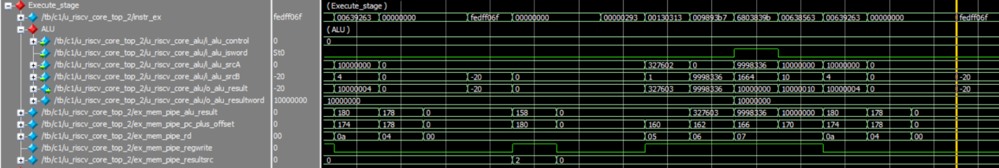 Execute_stage (Execute_stage)
/tb/c1/u_riscv_core_top_2/instr_ex fedff06f 00639263 00000000 fedff06f 00000000 00000293 00130313 009893b7 6803839b 00638563 00639263 00000000 fedff06f
ALU (ALU)
/tb/c1/u_riscv_core_top_2/u_riscv_core_alu/i_alu_control 0 0
/tb/c1/u_riscv_core_top_2/u_riscv_core_alu/i_alu_isword St0
/tb/c1/u_riscv_core_top_2/u_riscv_core_alu/i_alu_srcA 0 10000000 0 327602 0 9998336 10000000 10000000 0
/tb/c1/u_riscv_core_top_2/u_riscv_core_alu/i_alu_srcB -20 4 0 -20 0 1 9998336 1664 10 4 0 -20
/tb/c1/u_riscv_core_top_2/u_riscv_core_alu/o_alu_result -20 10000004 0 -20 0 327603 9998336 10000000 10000010 10000004 0 -20
/tb/c1/u_riscv_core_top_2/u_riscv_core_alu/o_alu_resultword 10000000 10000000 10000000
/tb/c1/u_riscv_core_top_2/ex_mem_pipe_alu_result 0 180 178 0 158 0 327603 9998336 10000000 180 178 0
/tb/c1/u_riscv_core_top_2/ex_mem_pipe_pc_plus_offset 0 174 178 0 180 0 160 162 166 170 174 178 0
/tb/c1/u_riscv_core_top_2/ex_mem_pipe_rd 00 0a 04 00 05 06 07 0a 04 00
/tb/c1/u_riscv_core_top_2/ex_mem_pipe_regwrite 0
/tb/c1/u_riscv_core_top_2/ex_mem_pipe_resultsrc 0 0 2 0